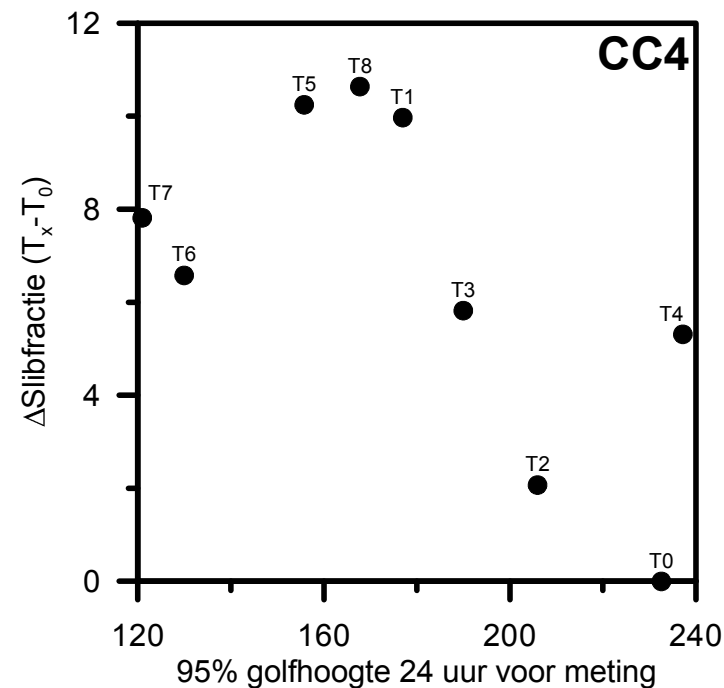 12
CC4
T5
T8
T1
8
T7
T6
T3
T4
4
T2
T0
0
120
160
200
240
ΔSlibfractie (Tₓ-T₀)
95% golfhoogte 24 uur voor meting